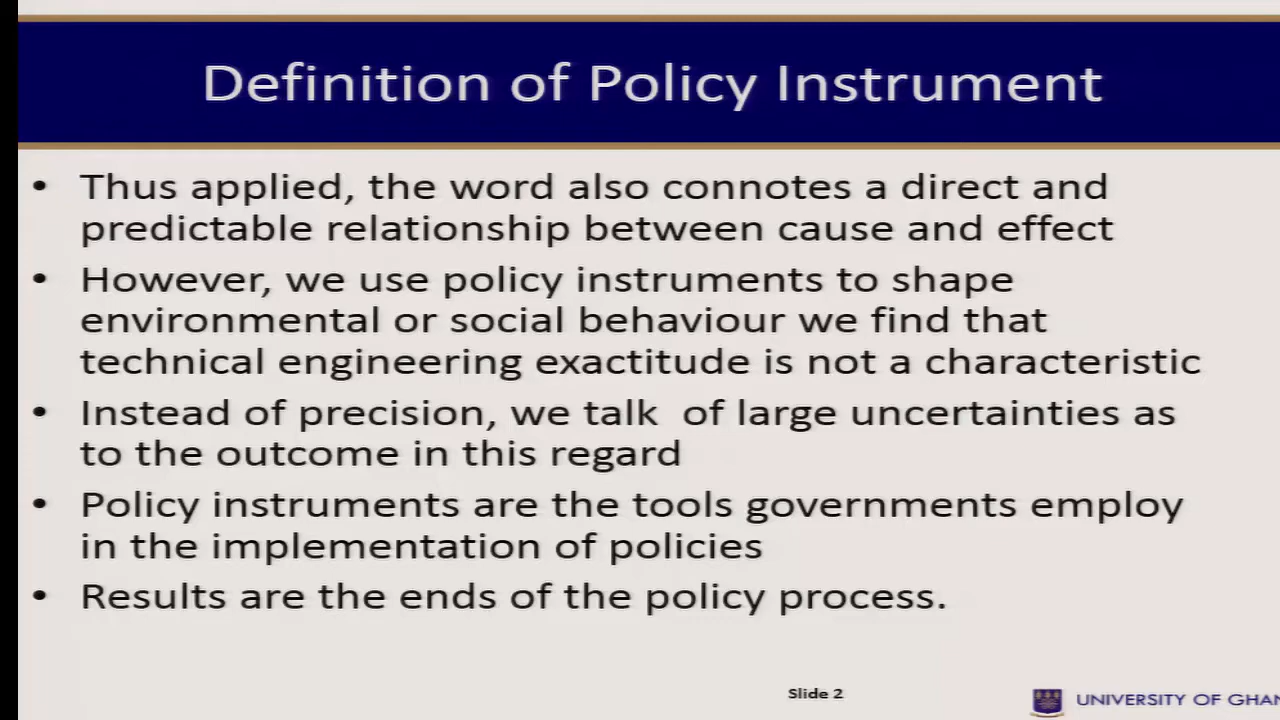 Definition of Policy Instrument
• Thus applied, the word also connotes a direct and
predictable relationship between cause and effect
• However, we use policy instruments to shape
environmental or social behaviour we find that
technical engineering exactitude is not a characteristic
• Instead of precision, we talk of large uncertainties as
to the outcome in this regard
• Policy instruments are the tools governments employ
in the implementation of policies
• Results are the ends of the policy process.
Slide 2
UNIVERSITY OF GHAN